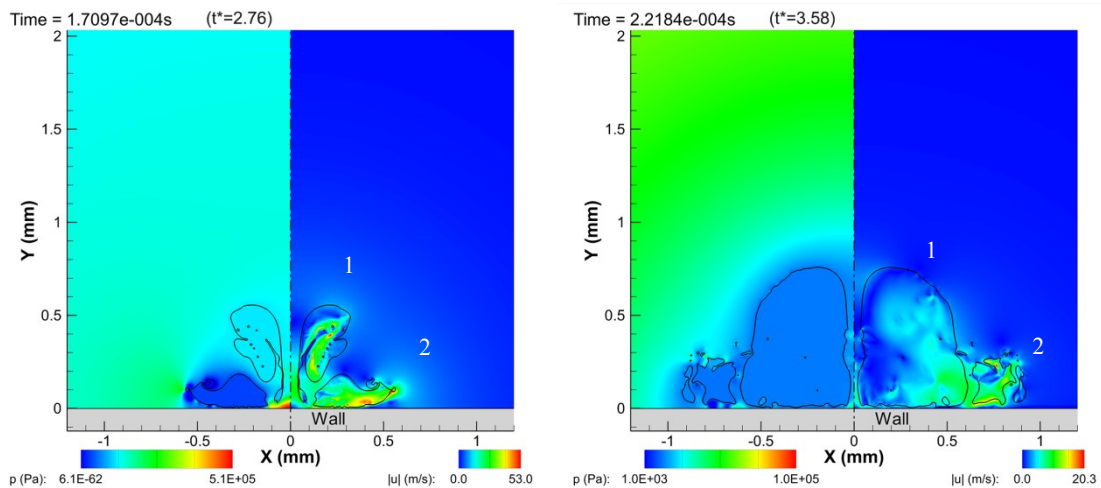 Time = 1.7097e-004s (t*=2.76)
2
1.5
1
0.5
0
Y (mm)
1
2
Wall
-1 -0.5 0 0.5 1
X (mm)
p (Pa): 6.1E-62 5.1E+05 |u| (m/s): 0.0 53.0
Time = 2.2184e-004s (t*=3.58)
2
1.5
1
0.5
0
Y (mm)
1
2
Wall
-1 -0.5 0 0.5 1
X (mm)
p (Pa): 1.0E+03 1.0E+05 |u| (m/s): 0.0 20.3